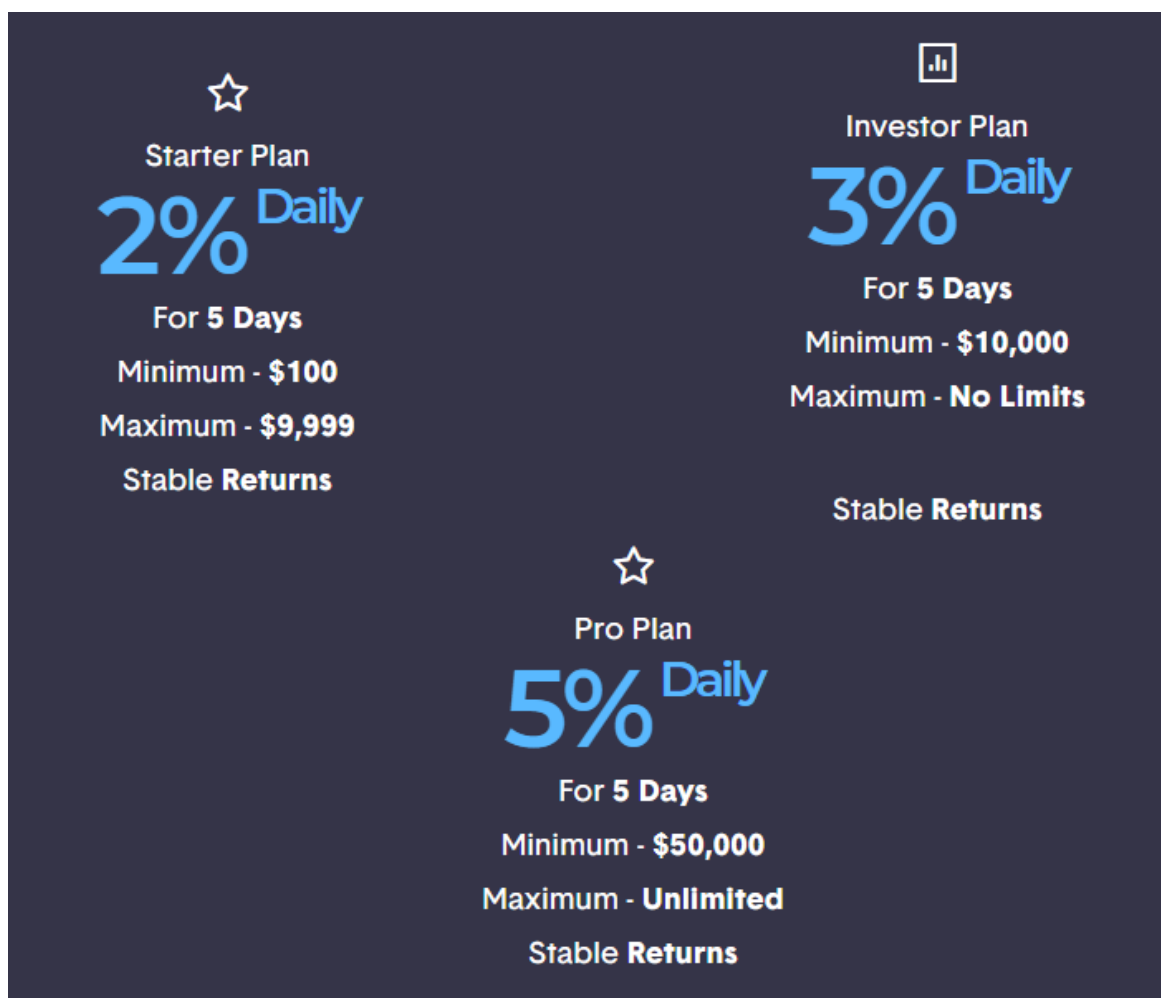 Starter Plan
2% Daily
For 5 Days
Minimum - $100
Maximum - $9,999
Stable Returns
Investor Plan
3% Daily
For 5 Days
Minimum - $10,000
Maximum - No Limits
Stable Returns
Pro Plan
5% Daily
For 5 Days
Minimum - $50,000
Maximum - Unlimited
Stable Returns